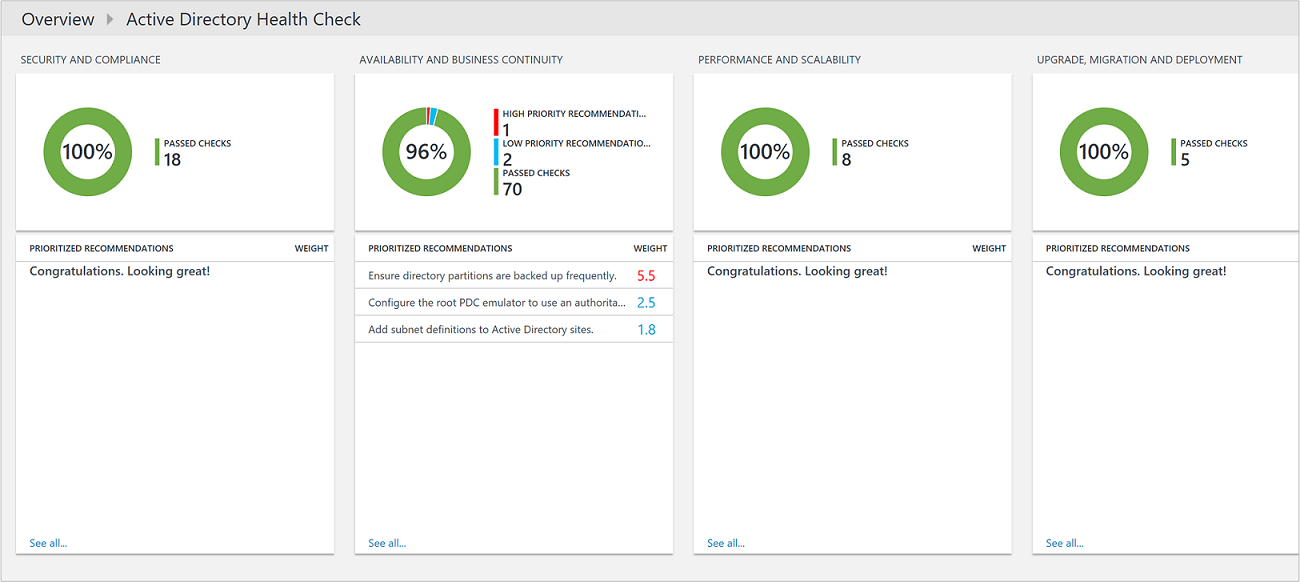 Overview Active Directory Health Check
SECURITY AND COMPLIANCE
100%
PASSED CHECKS
18
PRIORITIZED RECOMMENDATIONS WEIGHT
Congratulations. Looking great!
See all...
AVAILABILITY AND BUSINESS CONTINUITY
96%
HIGH PRIORITY RECOMMENDATI...
1
LOW PRIORITY RECOMMENDATIO...
2
PASSED CHECKS
70
PRIORITIZED RECOMMENDATIONS WEIGHT
Ensure directory partitions are backed up frequently. 5.5
Configure the root PDC emulator to use an authorita... 2.5
Add subnet definitions to Active Directory sites. 1.8
See all...
PERFORMANCE AND SCALABILITY
100%
PASSED CHECKS
8
PRIORITIZED RECOMMENDATIONS WEIGHT
Congratulations. Looking great!
See all...
UPGRADE, MIGRATION AND DEPLOYMENT
100%
PASSED CHECKS
5
PRIORITIZED RECOMMENDATIONS
Congratulations. Looking great!
See all...